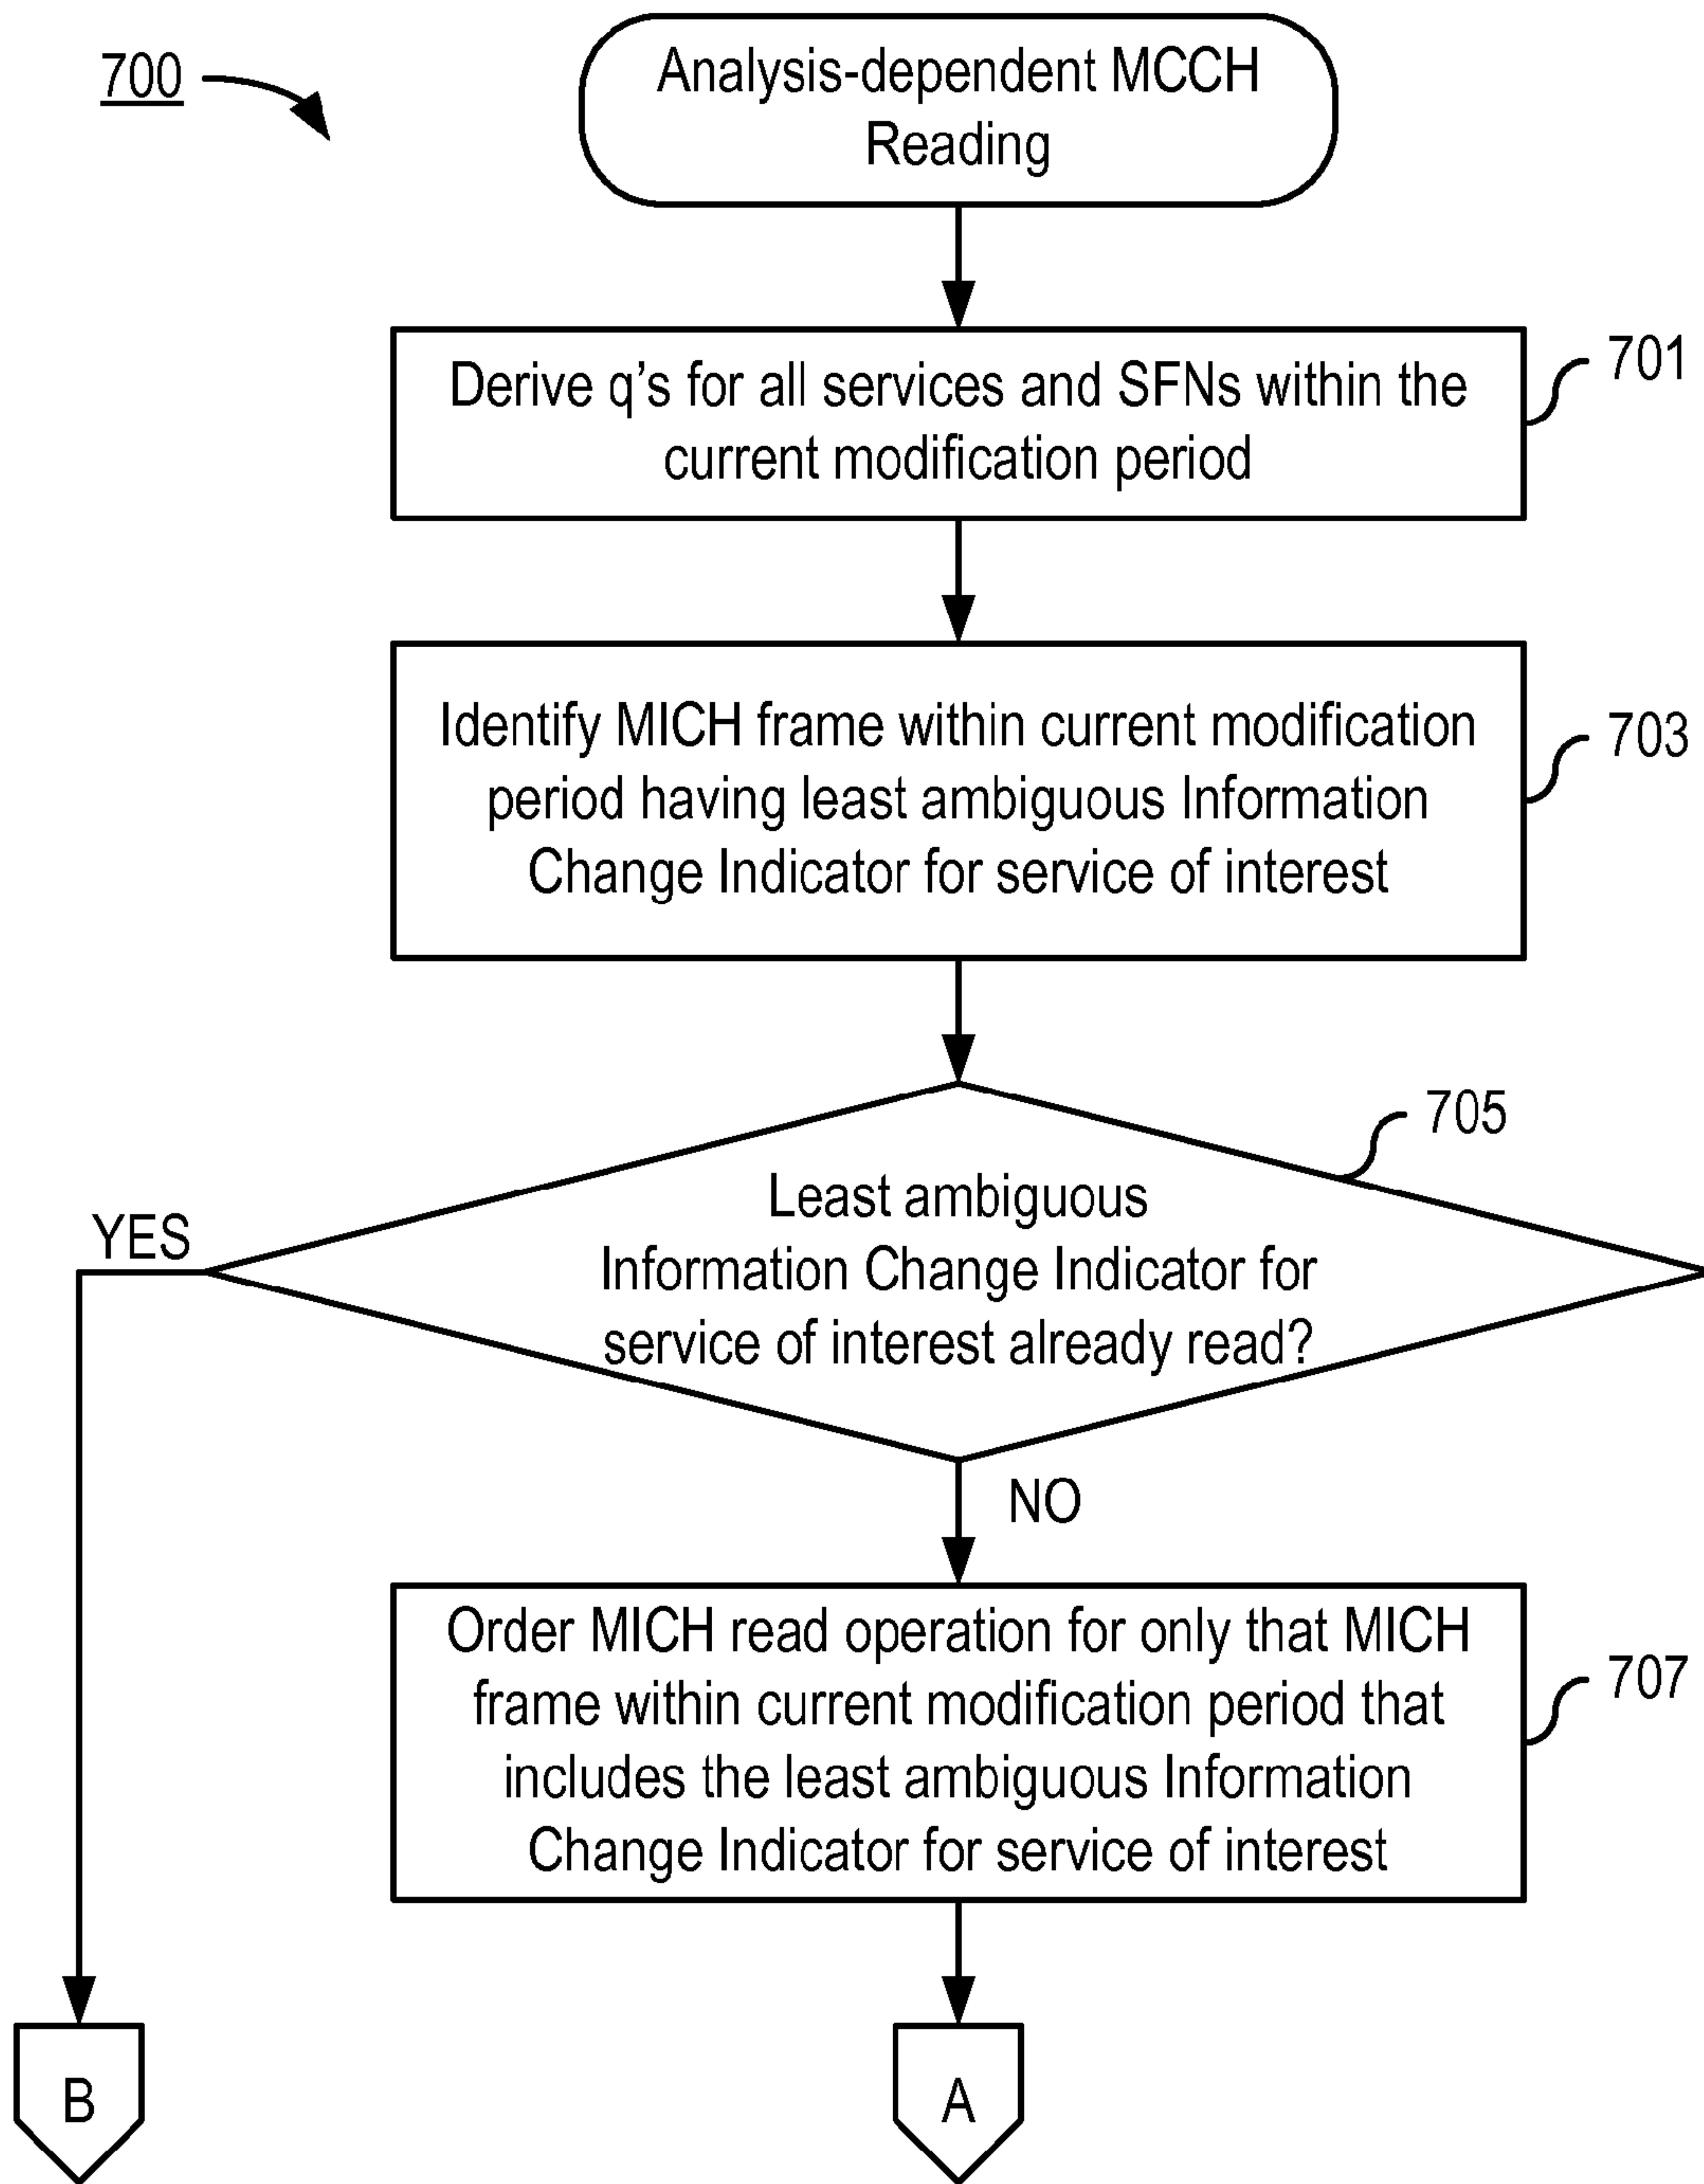 700
Analysis-dependent MCCH
Reading
Derive q's for all services and SFNs within the
current modification period
701
Identify MICH frame within current modification
period having least ambiguous Information
Change Indicator for service of interest
703
705
Least ambiguous
Information Change Indicator for
service of interest already read?
YES
NO
Order MICH read operation for only that MICH
frame within current modification period that
includes the least ambiguous Information
Change Indicator for service of interest
707
B
A